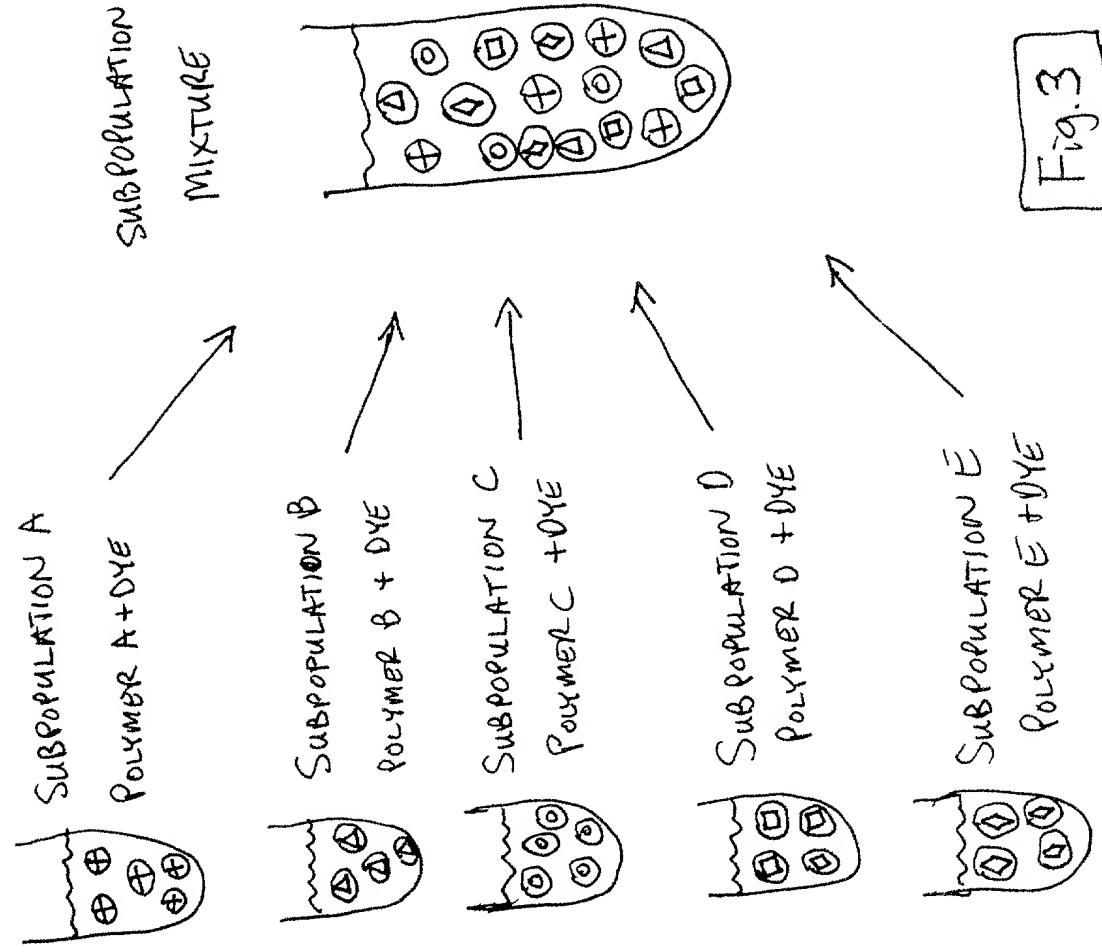 SUBPOPULATION A
POLYMER A + DYE
SUBPOPULATION B
POLYMER B + DYE
SUBPOPULATION C
POLYMER C + DYE
SUBPOPULATION D
POLYMER D + DYE
SUBPOPULATION E
POLYMER E + DYE
SUBPOPULATION
MIXTURE
Fig.3